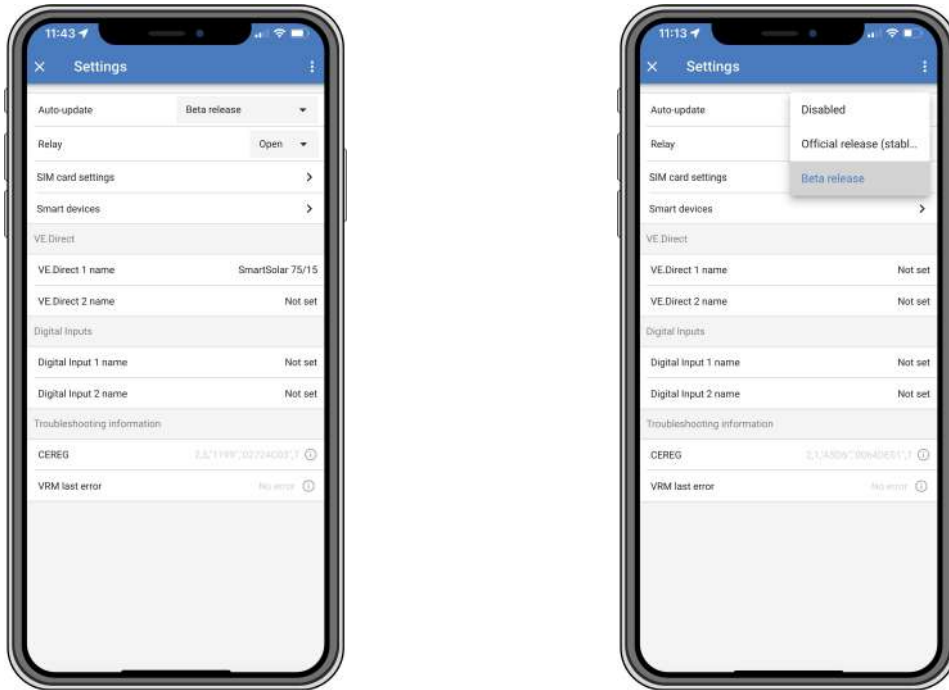 11:43
Settings
Auto-update Beta release
Relay Open
SIM card settings
Smart devices
VE.Direct
VE.Direct 1 name SmartSolar 75/15
VE.Direct 2 name Not set
Digital Inputs
Digital Input 1 name Not set
Digital Input 2 name Not set
Troubleshooting information
CEREG
VRM last error No error
11:13
Settings
Auto-update
Disabled
Relay
Official release (stabl...
SIM card settings
Beta release
Smart devices
VE.Direct
VE.Direct 1 name Not set
VE.Direct 2 name Not set
Digital Inputs
Digital Input 1 name Not set
Digital Input 2 name Not set
Troubleshooting information
CEREG
VRM last error No error